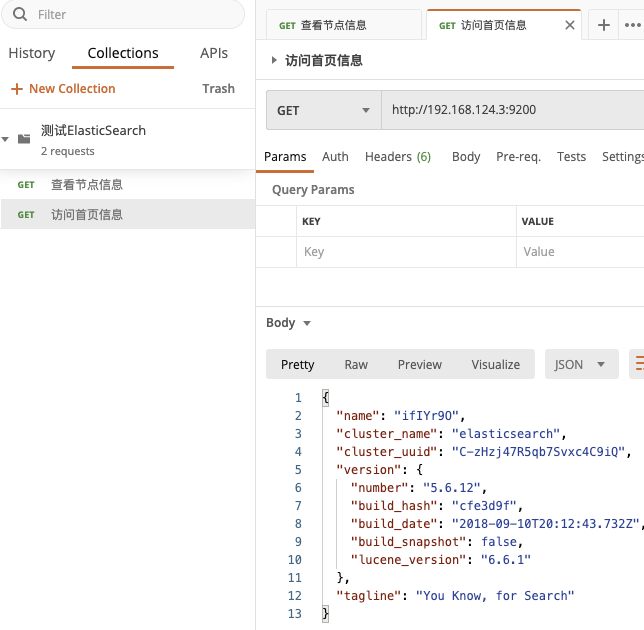 Filter
History Collections APIs
+ New Collection Trash
测试ElasticSearch
2 requests
GET 查看节点信息
GET 访问首页信息
GET 查看节点信息 GET 访问首页信息
访问首页信息
GET http://192.168.124.3:9200
Params Auth Headers (6) Body Pre-req. Tests Settings
Query Params
KEY VALUE
Key Value
Body
Pretty Raw Preview Visualize JSON
1 {
2 "name": "ifIYr9O",
3 "cluster_name": "elasticsearch",
4 "cluster_uuid": "C-zHzj47R5qb7Svxc4C9iQ",
5 "version": {
6 "number": "5.6.12",
7 "build_hash": "cfe3d9f",
8 "build_date": "2018-09-10T20:12:43.732Z",
9 "build_snapshot": false,
10 "lucene_version": "6.6.1"
11 },
12 "tagline": "You Know, for Search"
13 }